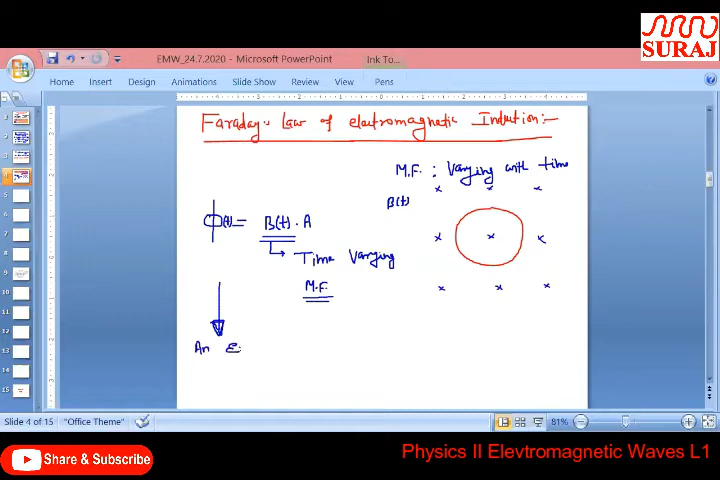 SURAJ
EMW_24.7.2020 - Microsoft PowerPoint
Ink To...
Home Insert Design Animations Slide Show Review View Pens
Faraday's Law of eletromagnetic Indution:-
M.F. : Varying with time
B(t)
Φ(t) = B(t) · A
Time Varying
M.F.
An E
Slide 4 of 15 "Office Theme" 81%
Physics II Elevtromagnetic Waves L1
Share & Subscribe